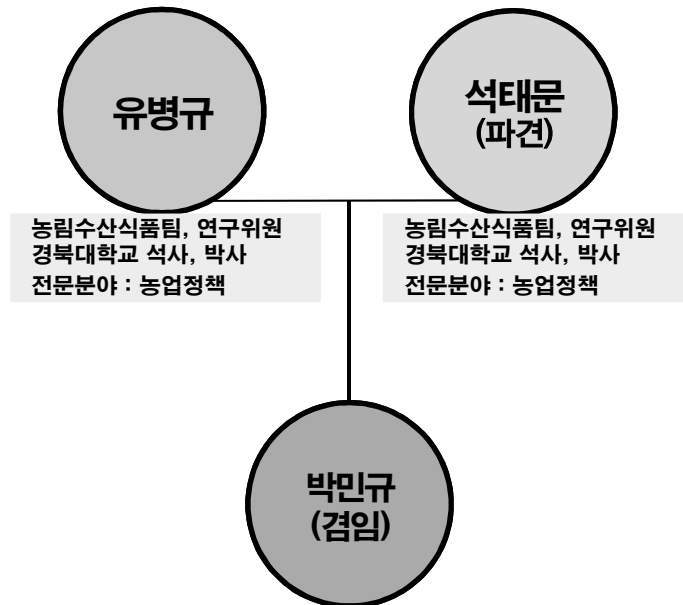 유병규
석태문
(파견)
농림수산식품팀, 연구위원
경북대학교 석사, 박사
전문분야 : 농업정책
농림수산식품팀, 연구위원
경북대학교 석사, 박사
전문분야 : 농업정책
박민규
(겸임)